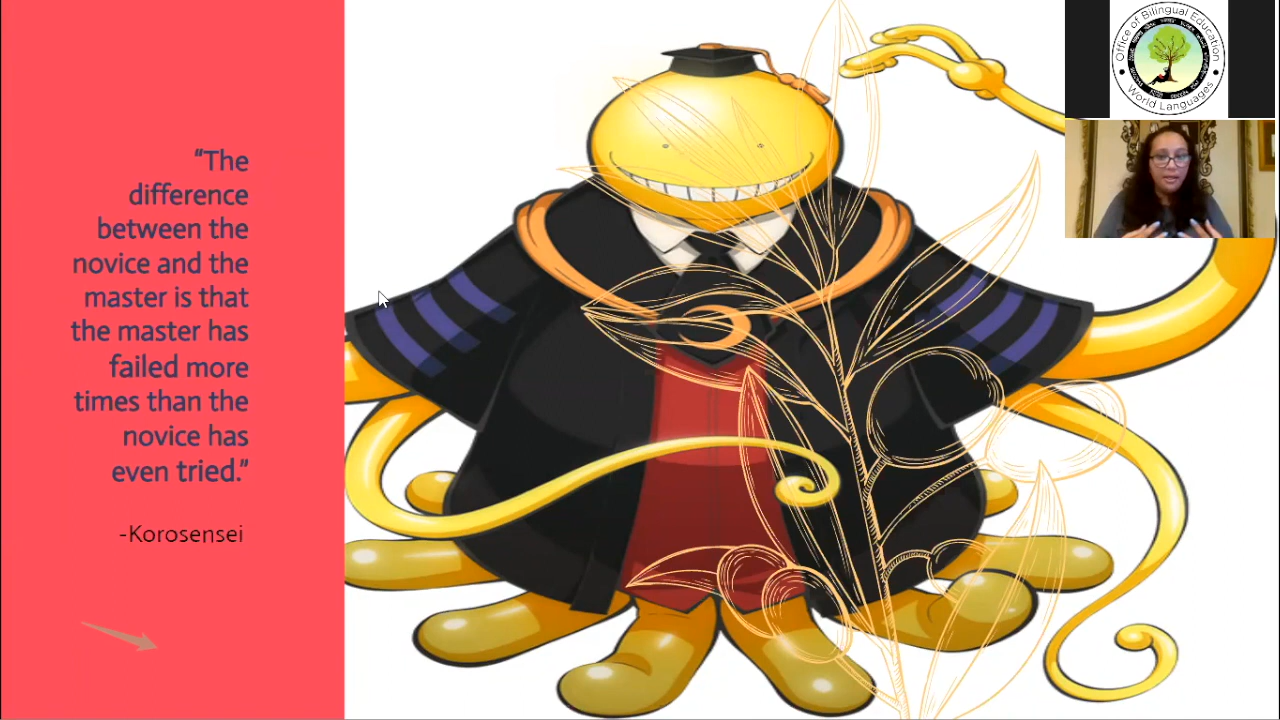 “The
difference
between the
novice and the
master is that
the master has
failed more
times than the
novice has
even tried.”
-Korosensei
Office of Bilingual Education
World Languages